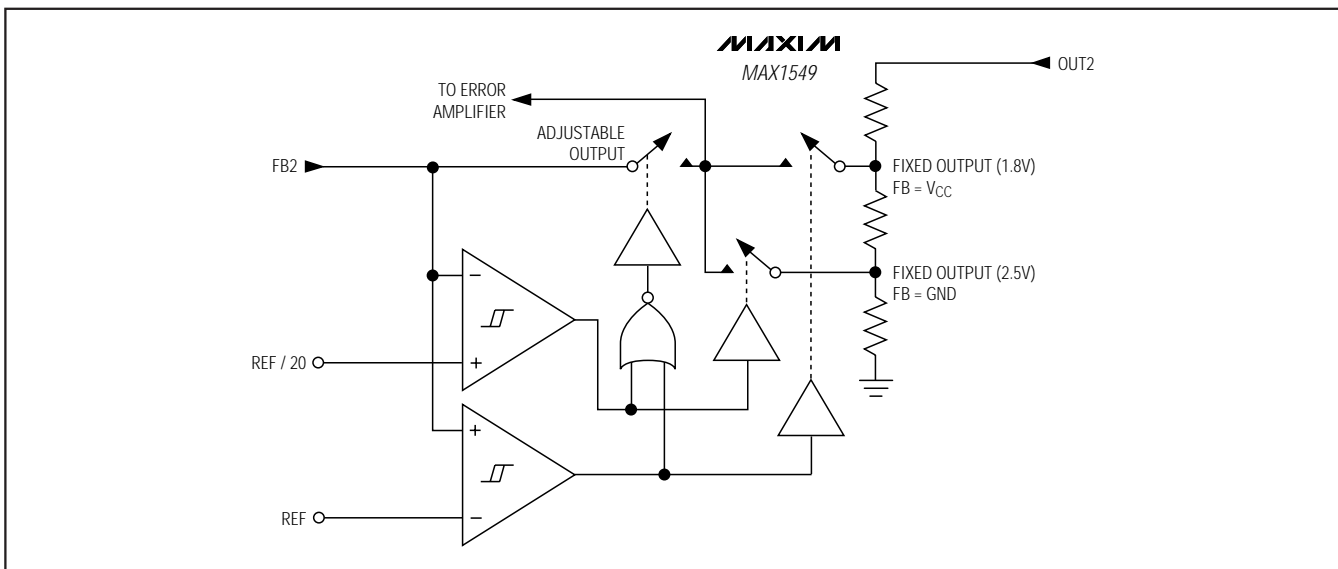 MAXIM
MAX1549
OUT2
TO ERROR
AMPLIFIER
ADJUSTABLE
OUTPUT
FB2
FIXED OUTPUT (1.8V)
FB = VCC
FIXED OUTPUT (2.5V)
FB = GND
−
REF / 20
+
+
REF
−